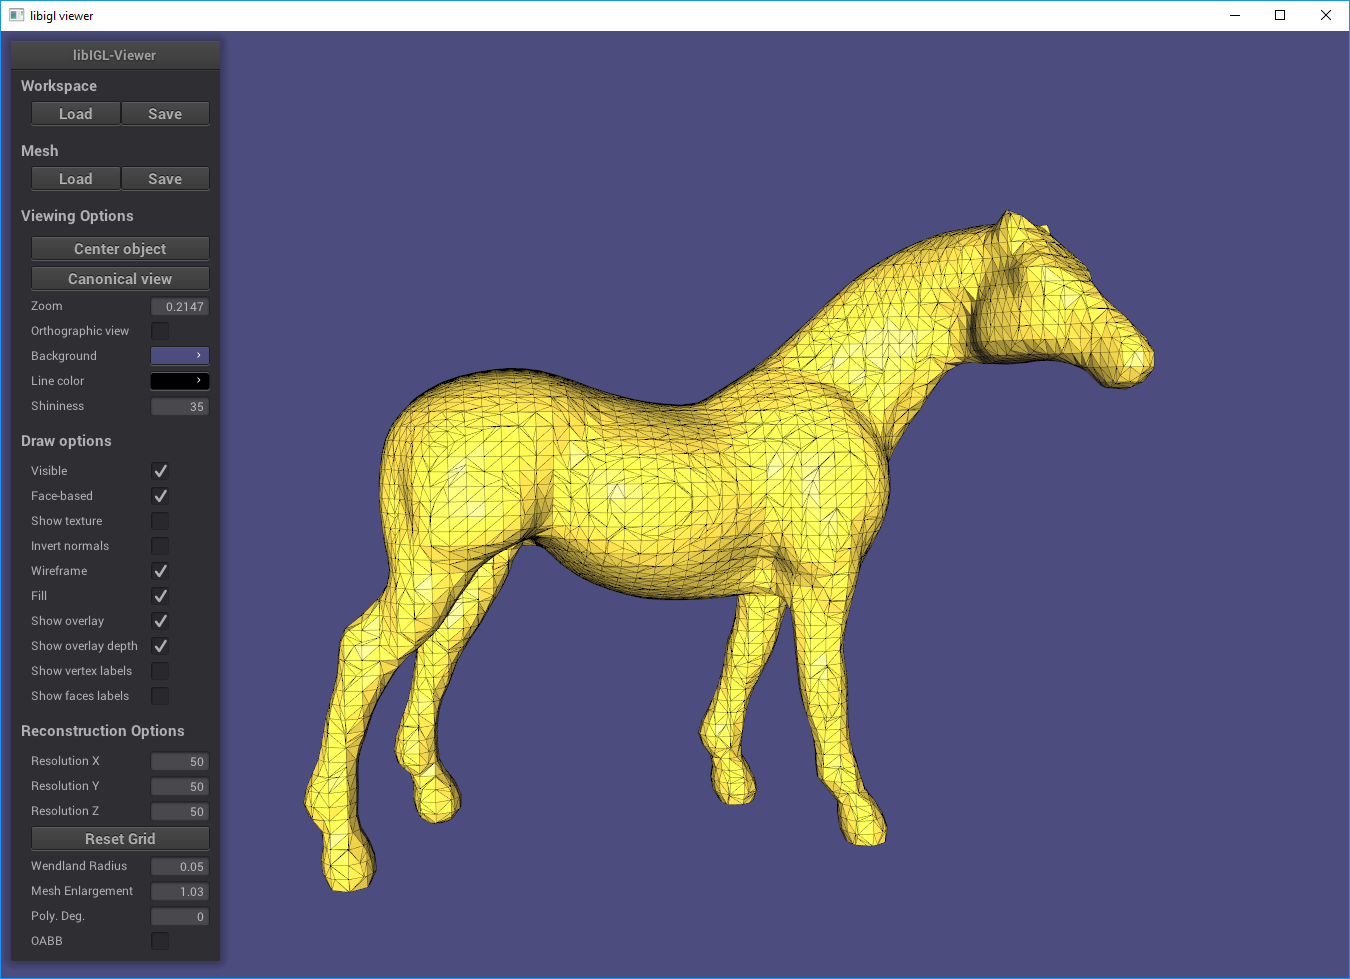 libigl viewer
libIGL-Viewer
Workspace
Load Save
Mesh
Load Save
Viewing Options
Center object
Canonical view
Zoom 0.2147
Orthographic view
Background
Line color
Shininess 35
Draw options
Visible
Face-based
Show texture
Invert normals
Wireframe
Fill
Show overlay
Show overlay depth
Show vertex labels
Show faces labels
Reconstruction Options
Resolution X 50
Resolution Y 50
Resolution Z 50
Reset Grid
Wendland Radius 0.05
Mesh Enlargement 1.03
Poly. Deg. 0
OABB